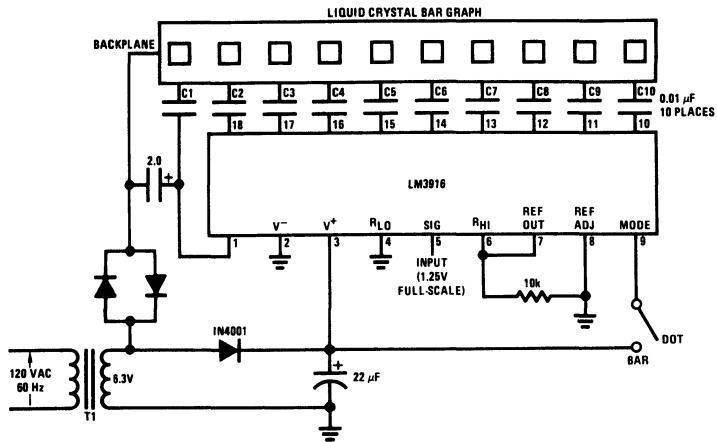 LIQUID CRYSTAL BAR GRAPH
BACKPLANE
C1 C2 C3 C4 C5 C6 C7 C8 C9 C10
0.01 μF
10 PLACES
18 17 16 15 14 13 12 11 10
2.0
+
LM3916
V− V+ RLO SIG RHI REF OUT REF ADJ MODE
1 2 3 4 5 6 7 8 9
INPUT
(1.25V
FULL-SCALE)
10k
IN4001
DOT
BAR
120 VAC
60 Hz
6.3V
+
22 μF
T1